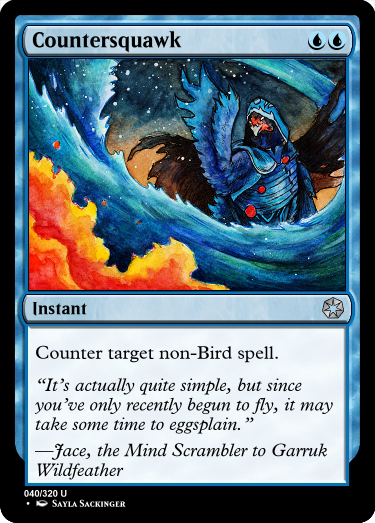 Countersquawk
Instant
Counter target non-Bird spell.
“It’s actually quite simple, but since
you’ve only recently begun to fly, it may
take some time to eggsplain.”
—Jace, the Mind Scrambler to Garruk
Wildfeather
040/320 U
• Sayla Sackinger